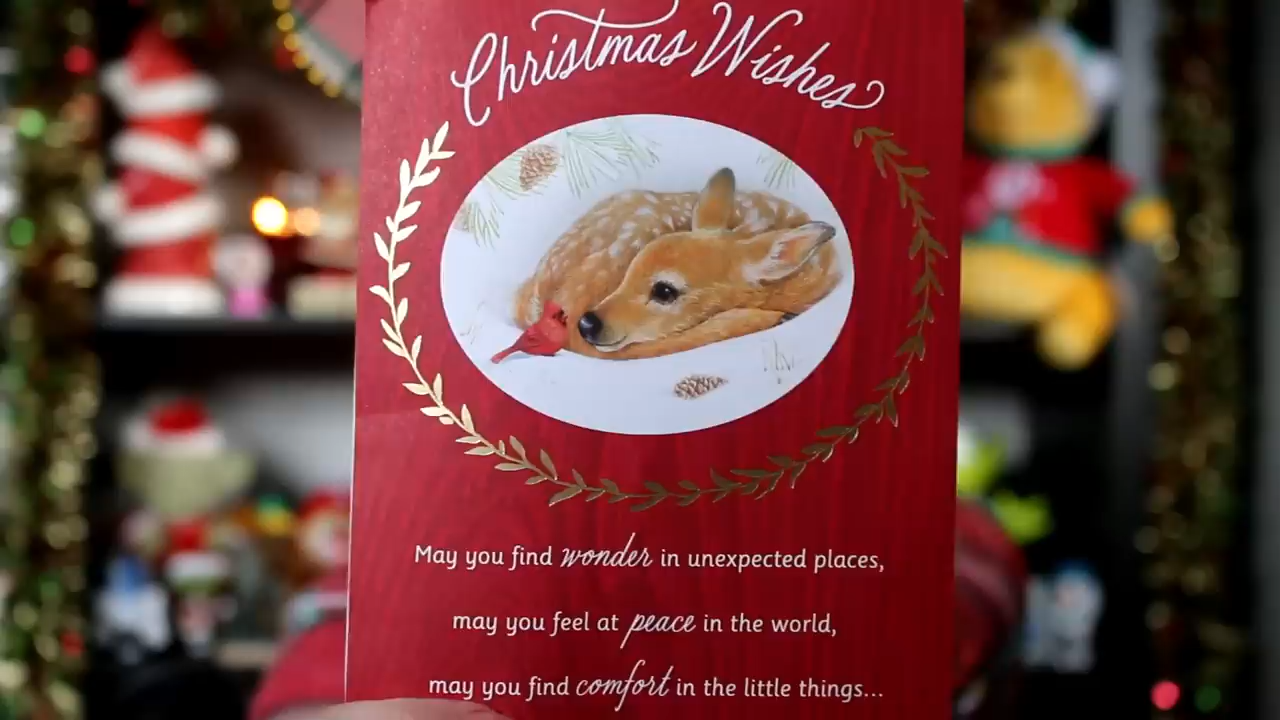 Christmas Wishes
May you find wonder in unexpected places,
may you feel at peace in the world,
may you find comfort in the little things...